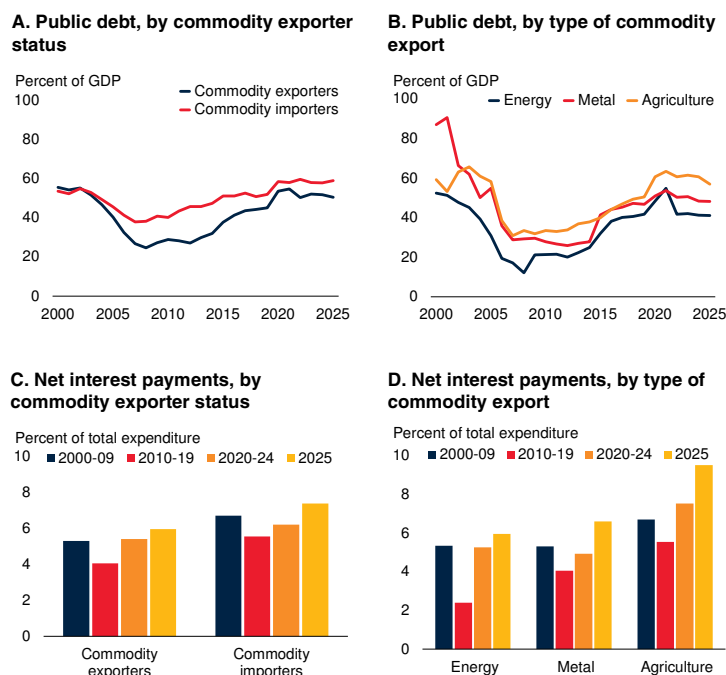 A. Public debt, by commodity exporter
status
Percent of GDP
100
80
60
40
20
0
Commodity exporters
Commodity importers
2000 2005 2010 2015 2020 2025
B. Public debt, by type of commodity
export
Percent of GDP
100
80
60
40
20
0
Energy Metal Agriculture
2000 2005 2010 2015 2020 2025
C. Net interest payments, by
commodity exporter status
Percent of total expenditure
10
8
6
4
2
0
2000-09 2010-19 2020-24 2025
Commodity
exporters
Commodity
importers
D. Net interest payments, by type of
commodity export
Percent of total expenditure
10
8
6
4
2
0
2000-09 2010-19 2020-24 2025
Energy Metal Agriculture